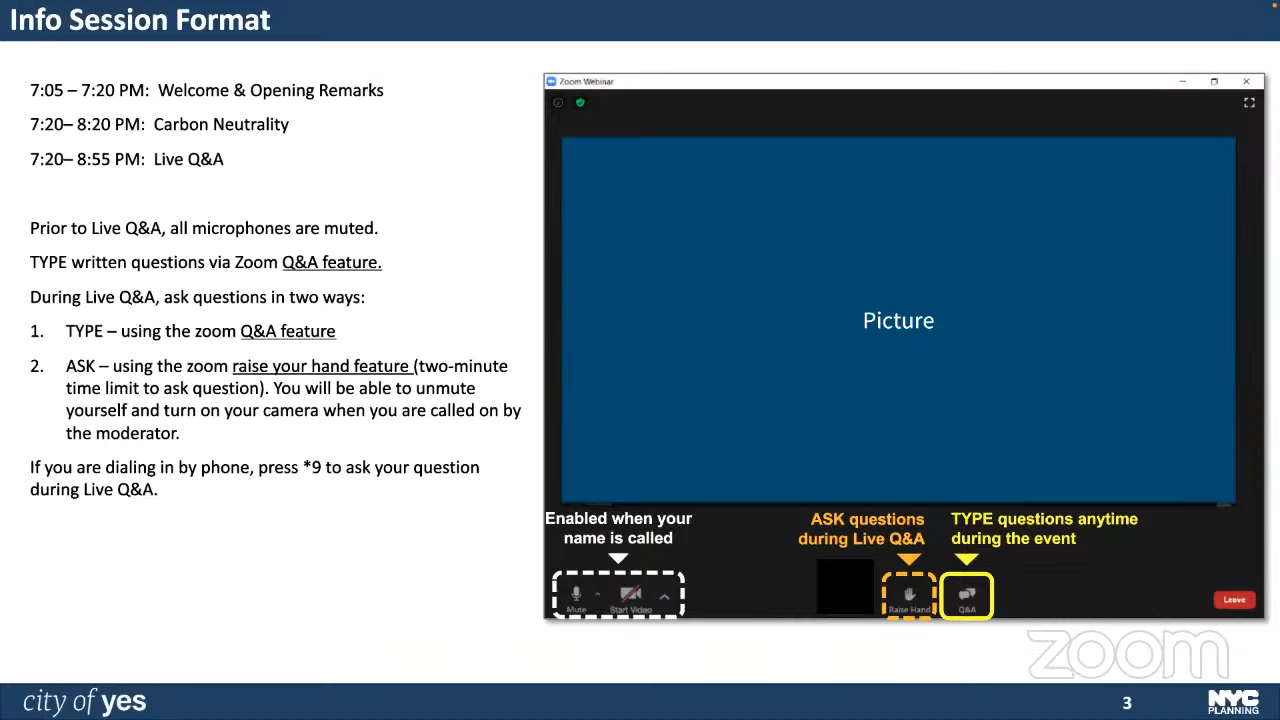 Info Session Format
7:05 – 7:20 PM:  Welcome & Opening Remarks
7:20– 8:20 PM:  Carbon Neutrality
7:20– 8:55 PM:  Live Q&A
Prior to Live Q&A, all microphones are muted.
TYPE written questions via Zoom Q&A feature.
During Live Q&A, ask questions in two ways:
1. TYPE – using the zoom Q&A feature
2. ASK – using the zoom raise your hand feature (two-minute
time limit to ask question). You will be able to unmute
yourself and turn on your camera when you are called on by
the moderator.
If you are dialing in by phone, press *9 to ask your question
during Live Q&A.
Zoom Webinar
Picture
Enabled when your
name is called
ASK questions
during Live Q&A
TYPE questions anytime
during the event
Mute
Start Video
Raise Hand
Q&A
Leave
zoom
city of yes
3
NYC
PLANNING